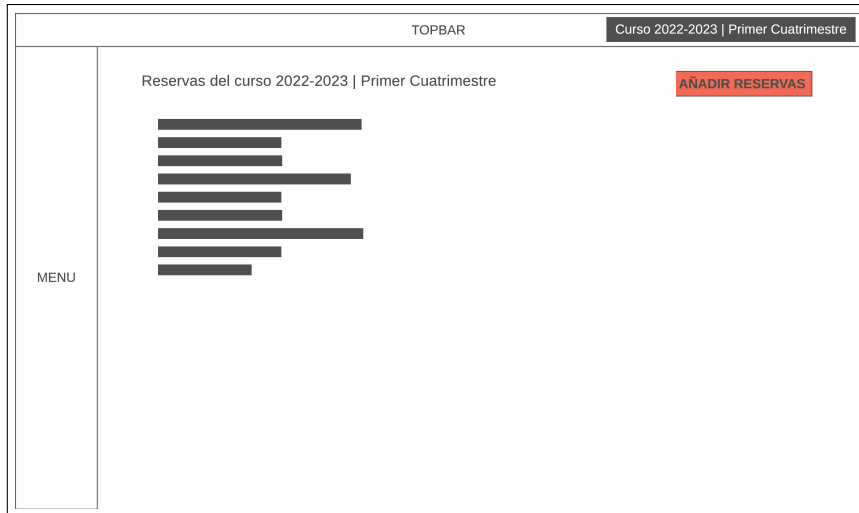 TOPBAR
Curso 2022-2023 | Primer Cuatrimestre
Reservas del curso 2022-2023 | Primer Cuatrimestre
AÑADIR RESERVAS
MENU